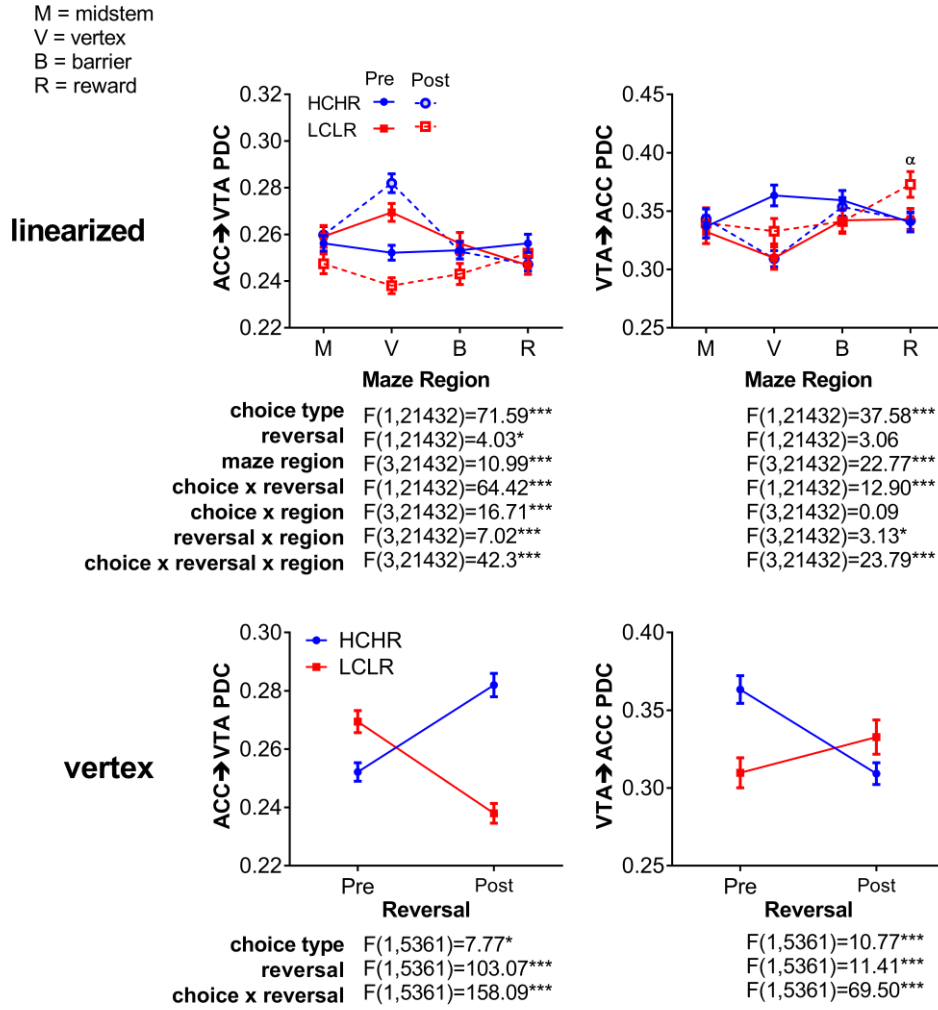 M = midstem
V = vertex
B = barrier
R = reward
linearized
ACC➔VTA PDC
0.32
0.30
0.28
0.26
0.24
0.22
Pre Post
HCHR
LCLR
M V B R
Maze Region
VTA➔ACC PDC
0.45
0.40
0.35
0.30
0.25
α
M V B R
Maze Region
choice type F(1,21432)=71.59*** F(1,21432)=37.58***
reversal F(1,21432)=4.03* F(1,21432)=3.06
maze region F(3,21432)=10.99*** F(3,21432)=22.77***
choice x reversal F(1,21432)=64.42*** F(1,21432)=12.90***
choice x region F(3,21432)=16.71*** F(3,21432)=0.09
reversal x region F(3,21432)=7.02*** F(3,21432)=3.13*
choice x reversal x region F(3,21432)=42.3*** F(3,21432)=23.79***
vertex
ACC➔VTA PDC
0.30
0.28
0.26
0.24
0.22
HCHR
LCLR
Pre Post
Reversal
VTA➔ACC PDC
0.40
0.35
0.30
0.25
Pre Post
Reversal
choice type F(1,5361)=7.77* F(1,5361)=10.77***
reversal F(1,5361)=103.07*** F(1,5361)=11.41***
choice x reversal F(1,5361)=158.09*** F(1,5361)=69.50***